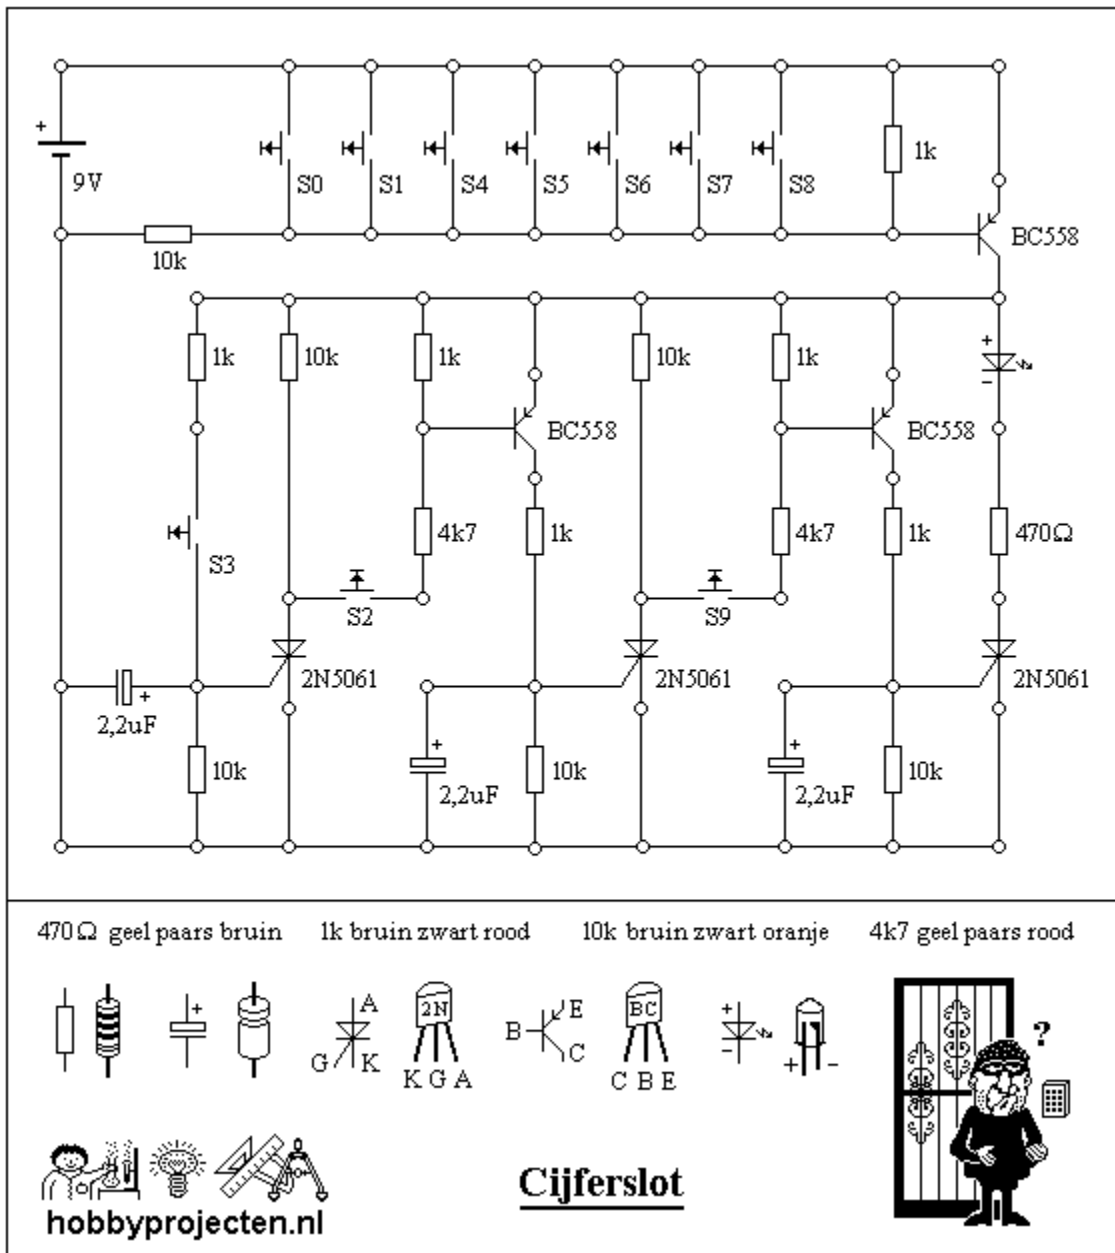 +
9V
S0 S1 S4 S5 S6 S7 S8 1k
10k
BC558
1k 10k 1k 10k 1k
+
-
BC558 BC558
4k7 1k 4k7 1k 470Ω
S3
S2 S9
2N5061 2N5061 2N5061
+
2,2uF
+ +
10k 10k 10k
2,2uF 2,2uF
470Ω geel paars bruin 1k bruin zwart rood 10k bruin zwart oranje 4k7 geel paars rood
+ A 2N E BC + ?
B
G K C -
K G A C B E + -
Cijferslot
hobbyprojecten.nl